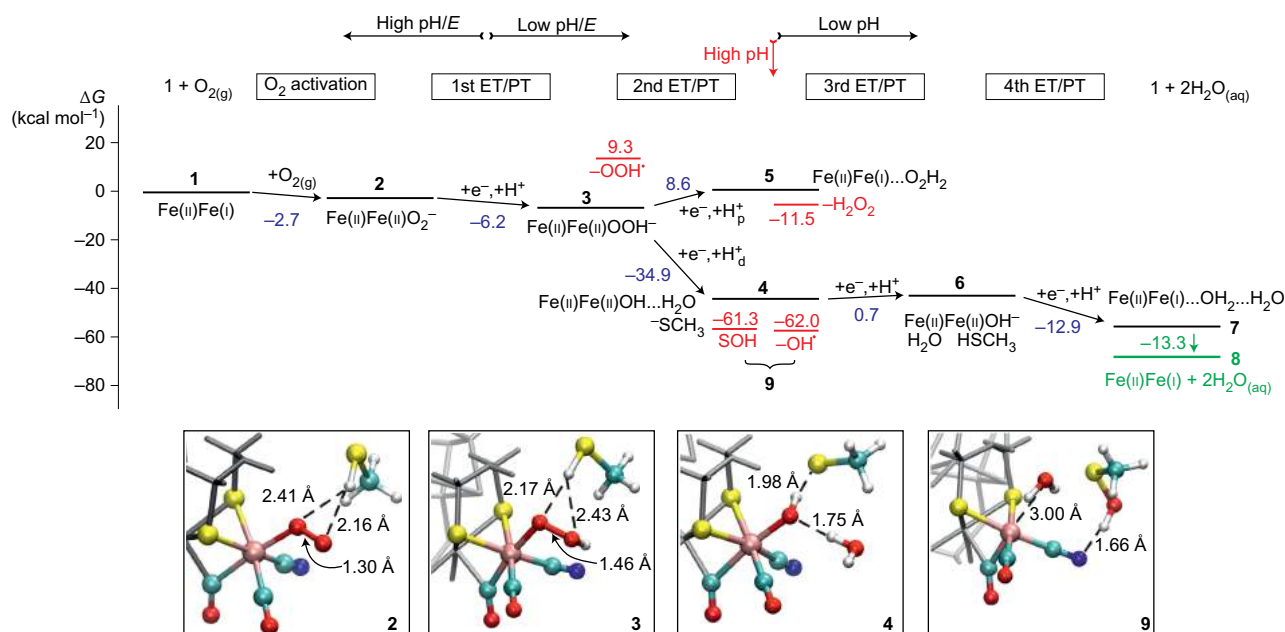 High pH/E Low pH/E Low pH
High pH
1 + O2(g) O2 activation 1st ET/PT 2nd ET/PT 3rd ET/PT 4th ET/PT 1 + 2H2O(aq)
ΔG
(kcal mol–1)
20
0
–20
–40
–60
–80
1
Fe(II)Fe(I)
+O2(g)
–2.7
2
Fe(II)Fe(II)O2–
+e–,+H+
–6.2
9.3
–OOH•
3
Fe(II)Fe(II)OOH–
8.6
+e–,+Hp+
5
Fe(II)Fe(I)...O2H2
–11.5
–H2O2
+e–,+Hd+
–34.9
Fe(II)Fe(II)OH...H2O
–SCH3
4
–61.3
SOH
–62.0
–OH•
9
+e–,+H+
0.7
6
Fe(II)Fe(II)OH–
H2O HSCH3
+e–,+H+
–12.9
Fe(II)Fe(I)...OH2...H2O
7
–13.3
8
Fe(II)Fe(I) + 2H2O(aq)
2.41 Å
2.16 Å
1.30 Å
2
2.17 Å
2.43 Å
1.46 Å
3
1.98 Å
1.75 Å
4
3.00 Å
1.66 Å
9